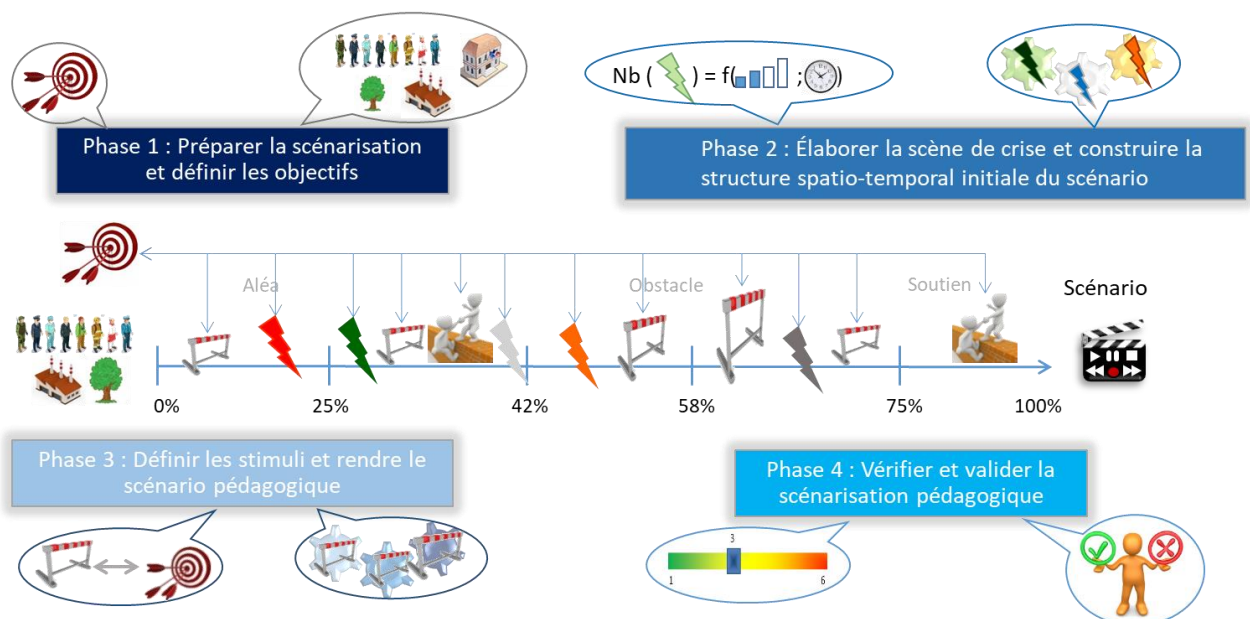 Nb ( ) = f( ; )
Phase 1 : Préparer la scénarisation
et définir les objectifs
Phase 2 : Élaborer la scène de crise et construire la
structure spatio-temporal initiale du scénario
Aléa
Obstacle
Soutien
Scénario
0%
25%
42%
58%
75%
100%
Phase 3 : Définir les stimuli et rendre le
scénario pédagogique
Phase 4 : Vérifier et valider la
scénarisation pédagogique
3
1
6